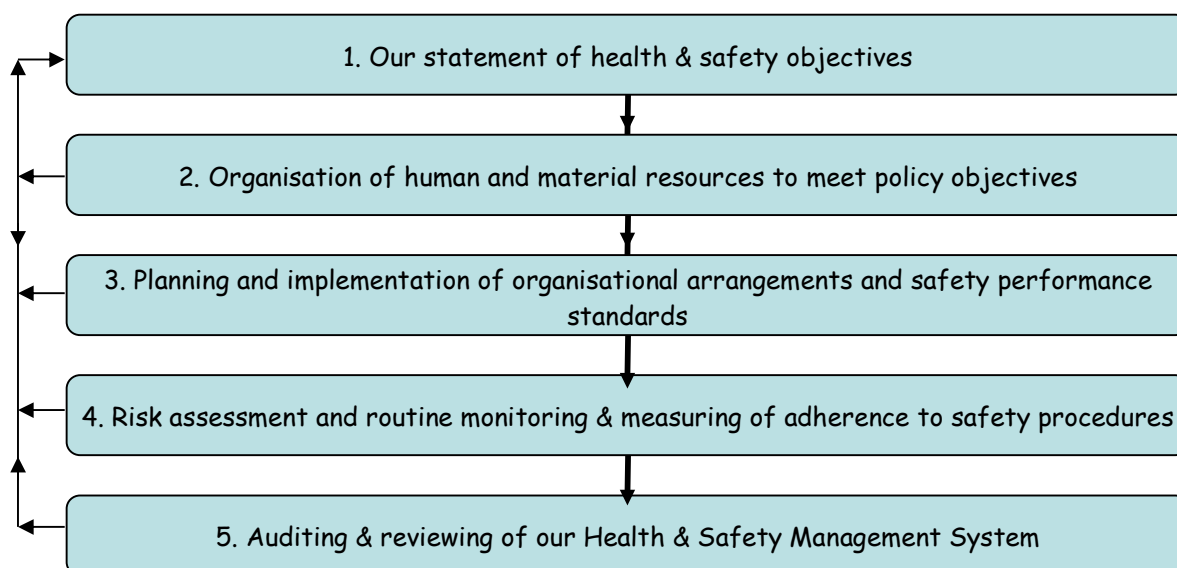 1. Our statement of health & safety objectives
2. Organisation of human and material resources to meet policy objectives
3. Planning and implementation of organisational arrangements and safety performance
standards
4. Risk assessment and routine monitoring & measuring of adherence to safety procedures
5. Auditing & reviewing of our Health & Safety Management System